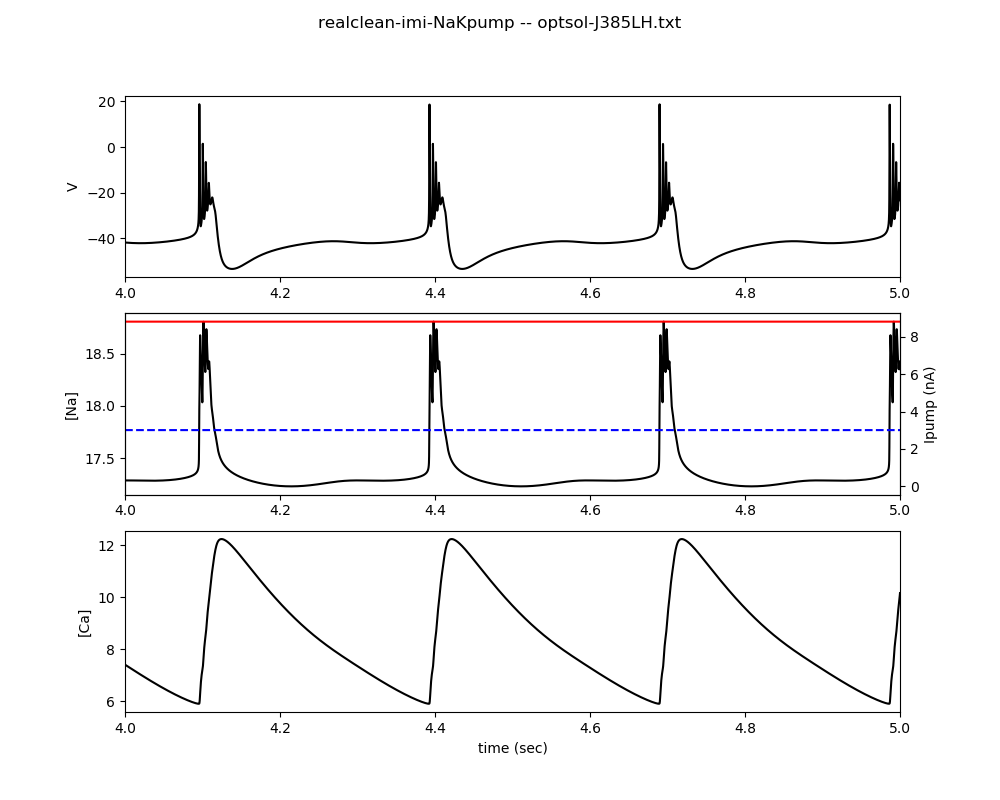 realclean-imi-NaKpump -- optsol-J385LH.txt
20
0
−20
−40
V
4.0 4.2 4.4 4.6 4.8 5.0
18.5
18.0
17.5
[Na]
8
6
4
2
0
Ipump (nA)
4.0 4.2 4.4 4.6 4.8 5.0
12
10
8
6
[Ca]
4.0 4.2 4.4 4.6 4.8 5.0
time (sec)